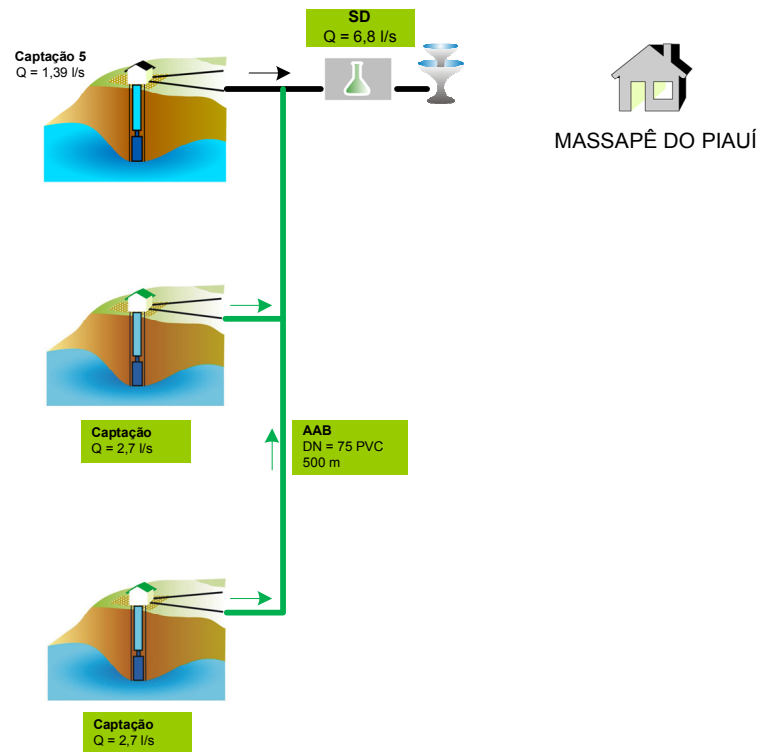 SD
Q = 6,8 l/s
Captação 5
Q = 1,39 l/s
MASSAPÊ DO PIAUÍ
Captação
Q = 2,7 l/s
AAB
DN = 75 PVC
500 m
Captação
Q = 2,7 l/s